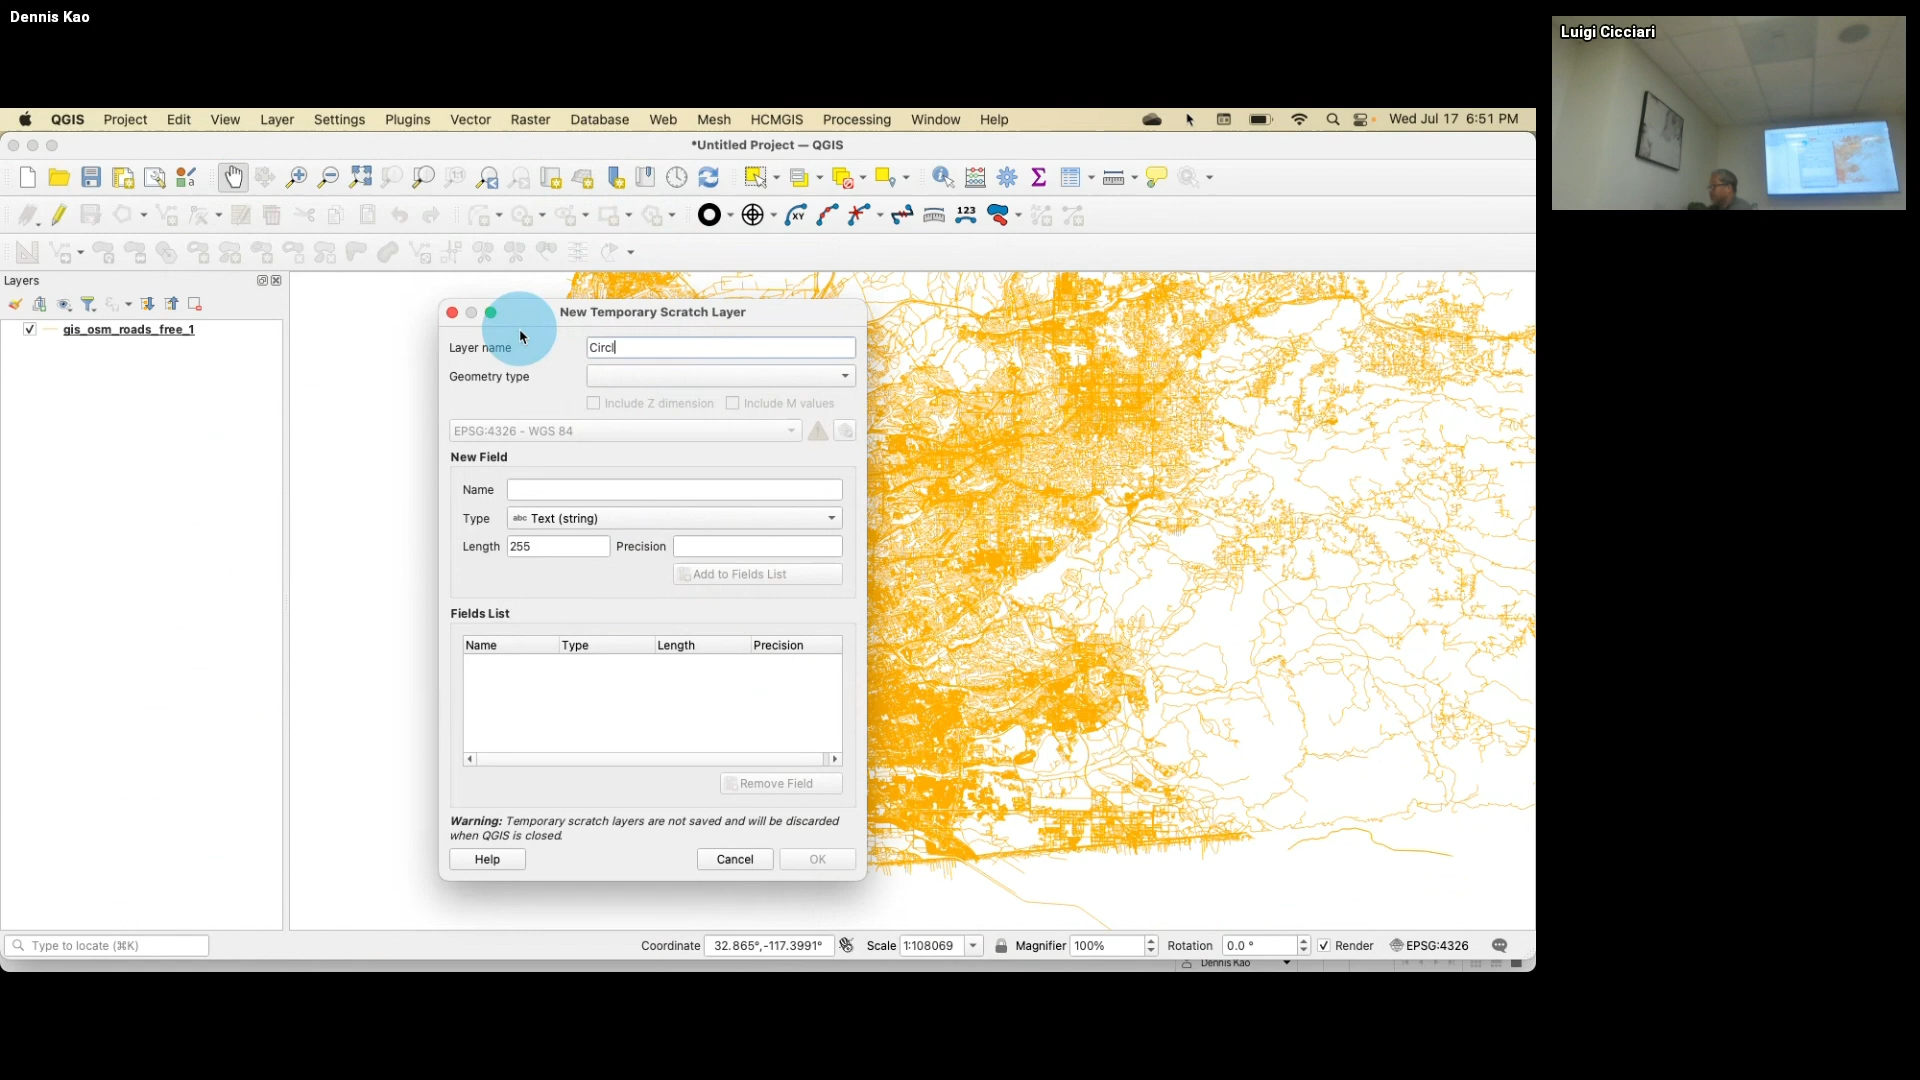 Dennis Kao
Luigi Cicciari
QGIS Project Edit View Layer Settings Plugins Vector Raster Database Web Mesh HCMGIS Processing Window Help Wed Jul 17 6:51 PM
*Untitled Project — QGIS
123
Layers
gis_osm_roads_free_1
New Temporary Scratch Layer
Layer name Circl
Geometry type
Include Z dimension Include M values
EPSG:4326 - WGS 84
New Field
Name
Type abc Text (string)
Length 255 Precision
Add to Fields List
Fields List
Name Type Length Precision
Remove Field
Warning: Temporary scratch layers are not saved and will be discarded
when QGIS is closed.
Help Cancel OK
Type to locate (⌘K) Coordinate 32.865°,-117.3991° Scale 1:108069 Magnifier 100% Rotation 0.0 ° Render EPSG:4326
Dennis Kao